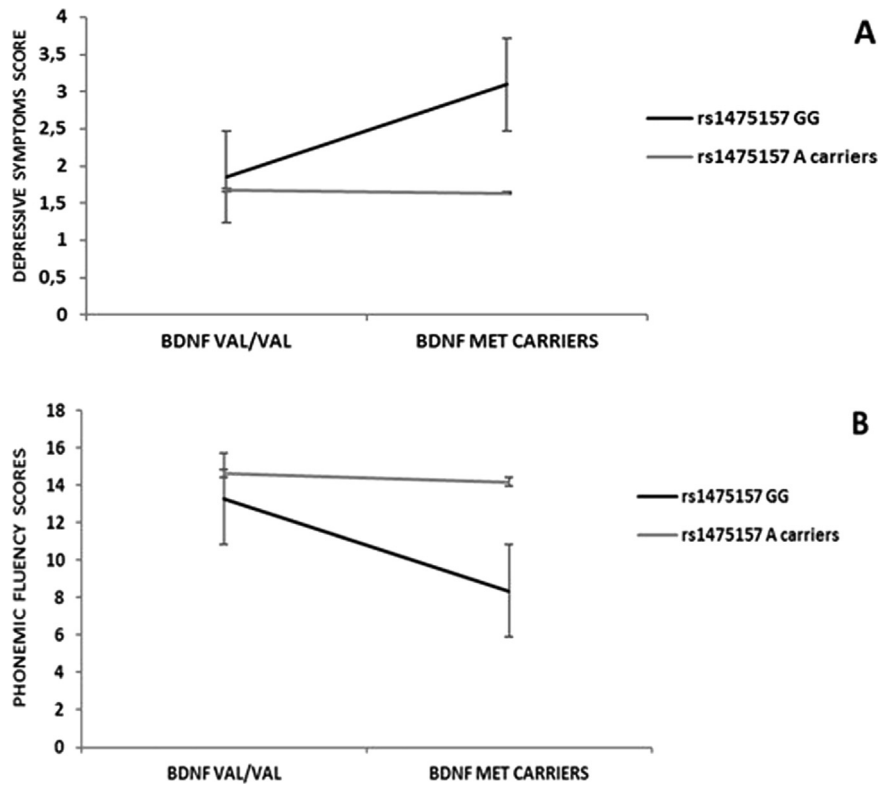 A
DEPRESSIVE SYMPTOMS SCORE
4
3,5
3
2,5
2
1,5
1
0,5
0
BDNF VAL/VAL
BDNF MET CARRIERS
rs1475157 GG
rs1475157 A carriers
B
PHONEMIC FLUENCY SCORES
18
16
14
12
10
8
6
4
2
0
BDNF VAL/VAL
BDNF MET CARRIERS
rs1475157 GG
rs1475157 A carriers